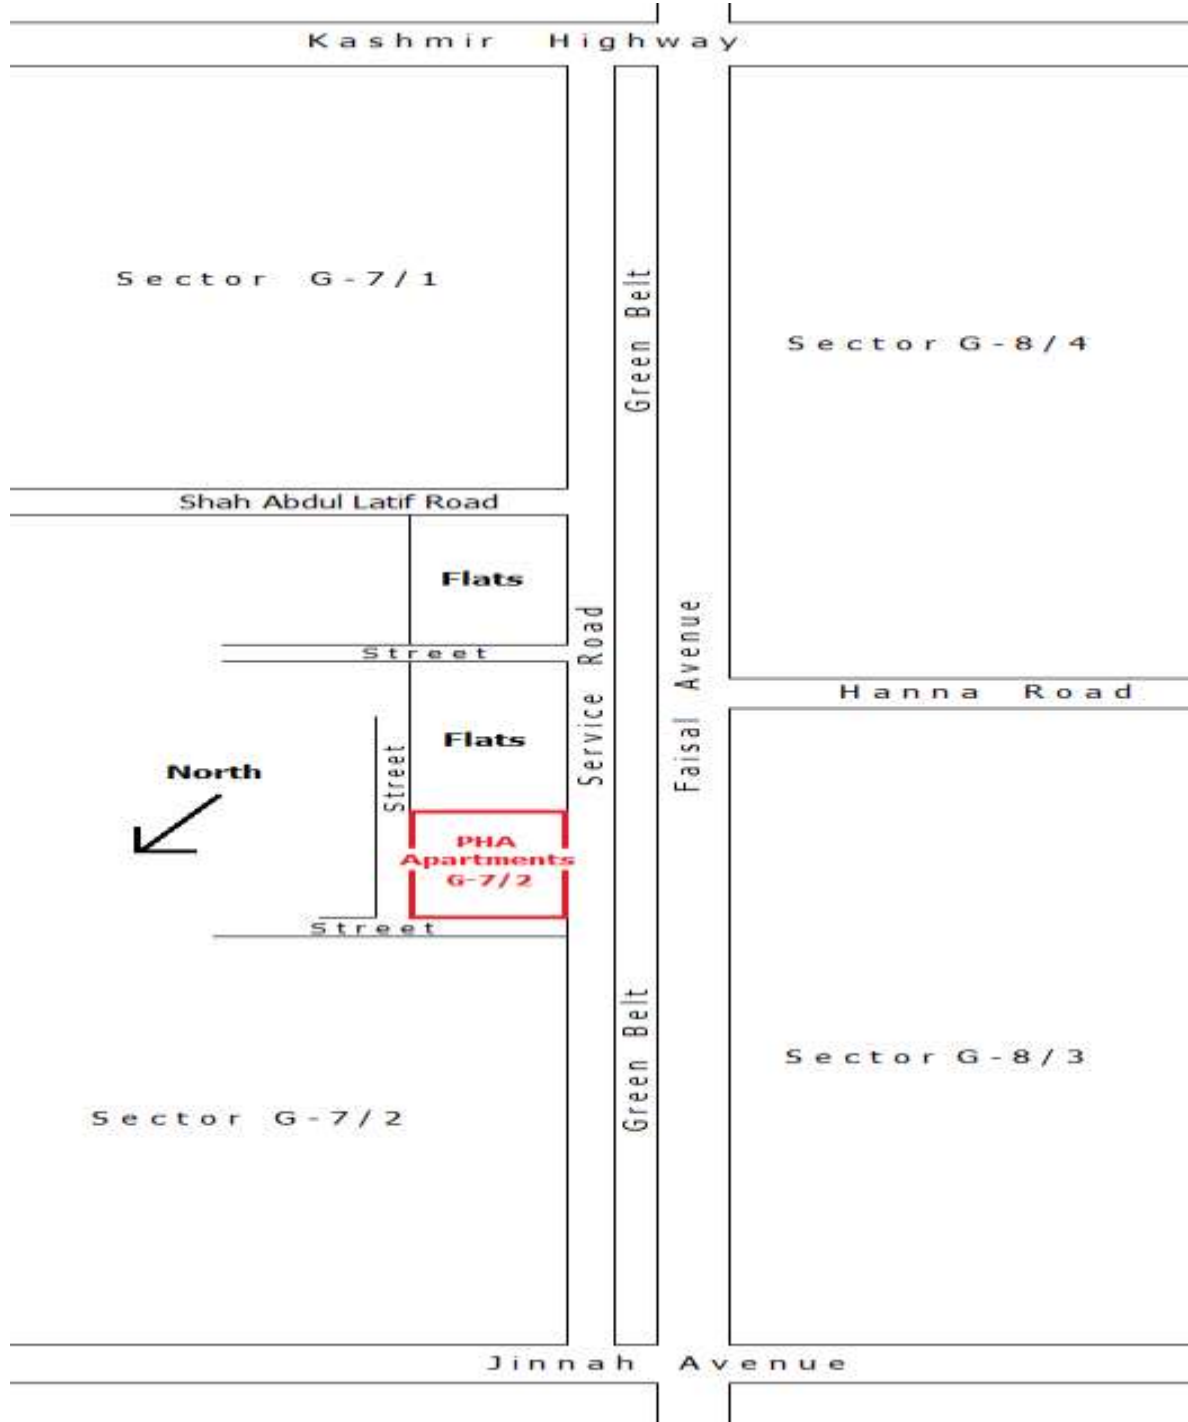 Kashmir Highway
Sector G-7/1
Green Belt
Sector G-8/4
Shah Abdul Latif Road
Flats
Street
Service Road
Faisal Avenue
Hanna Road
Flats
Street
North
PHA
Apartments
G-7/2
Street
Green Belt
Sector G-8/3
Sector G-7/2
Jinnah Avenue